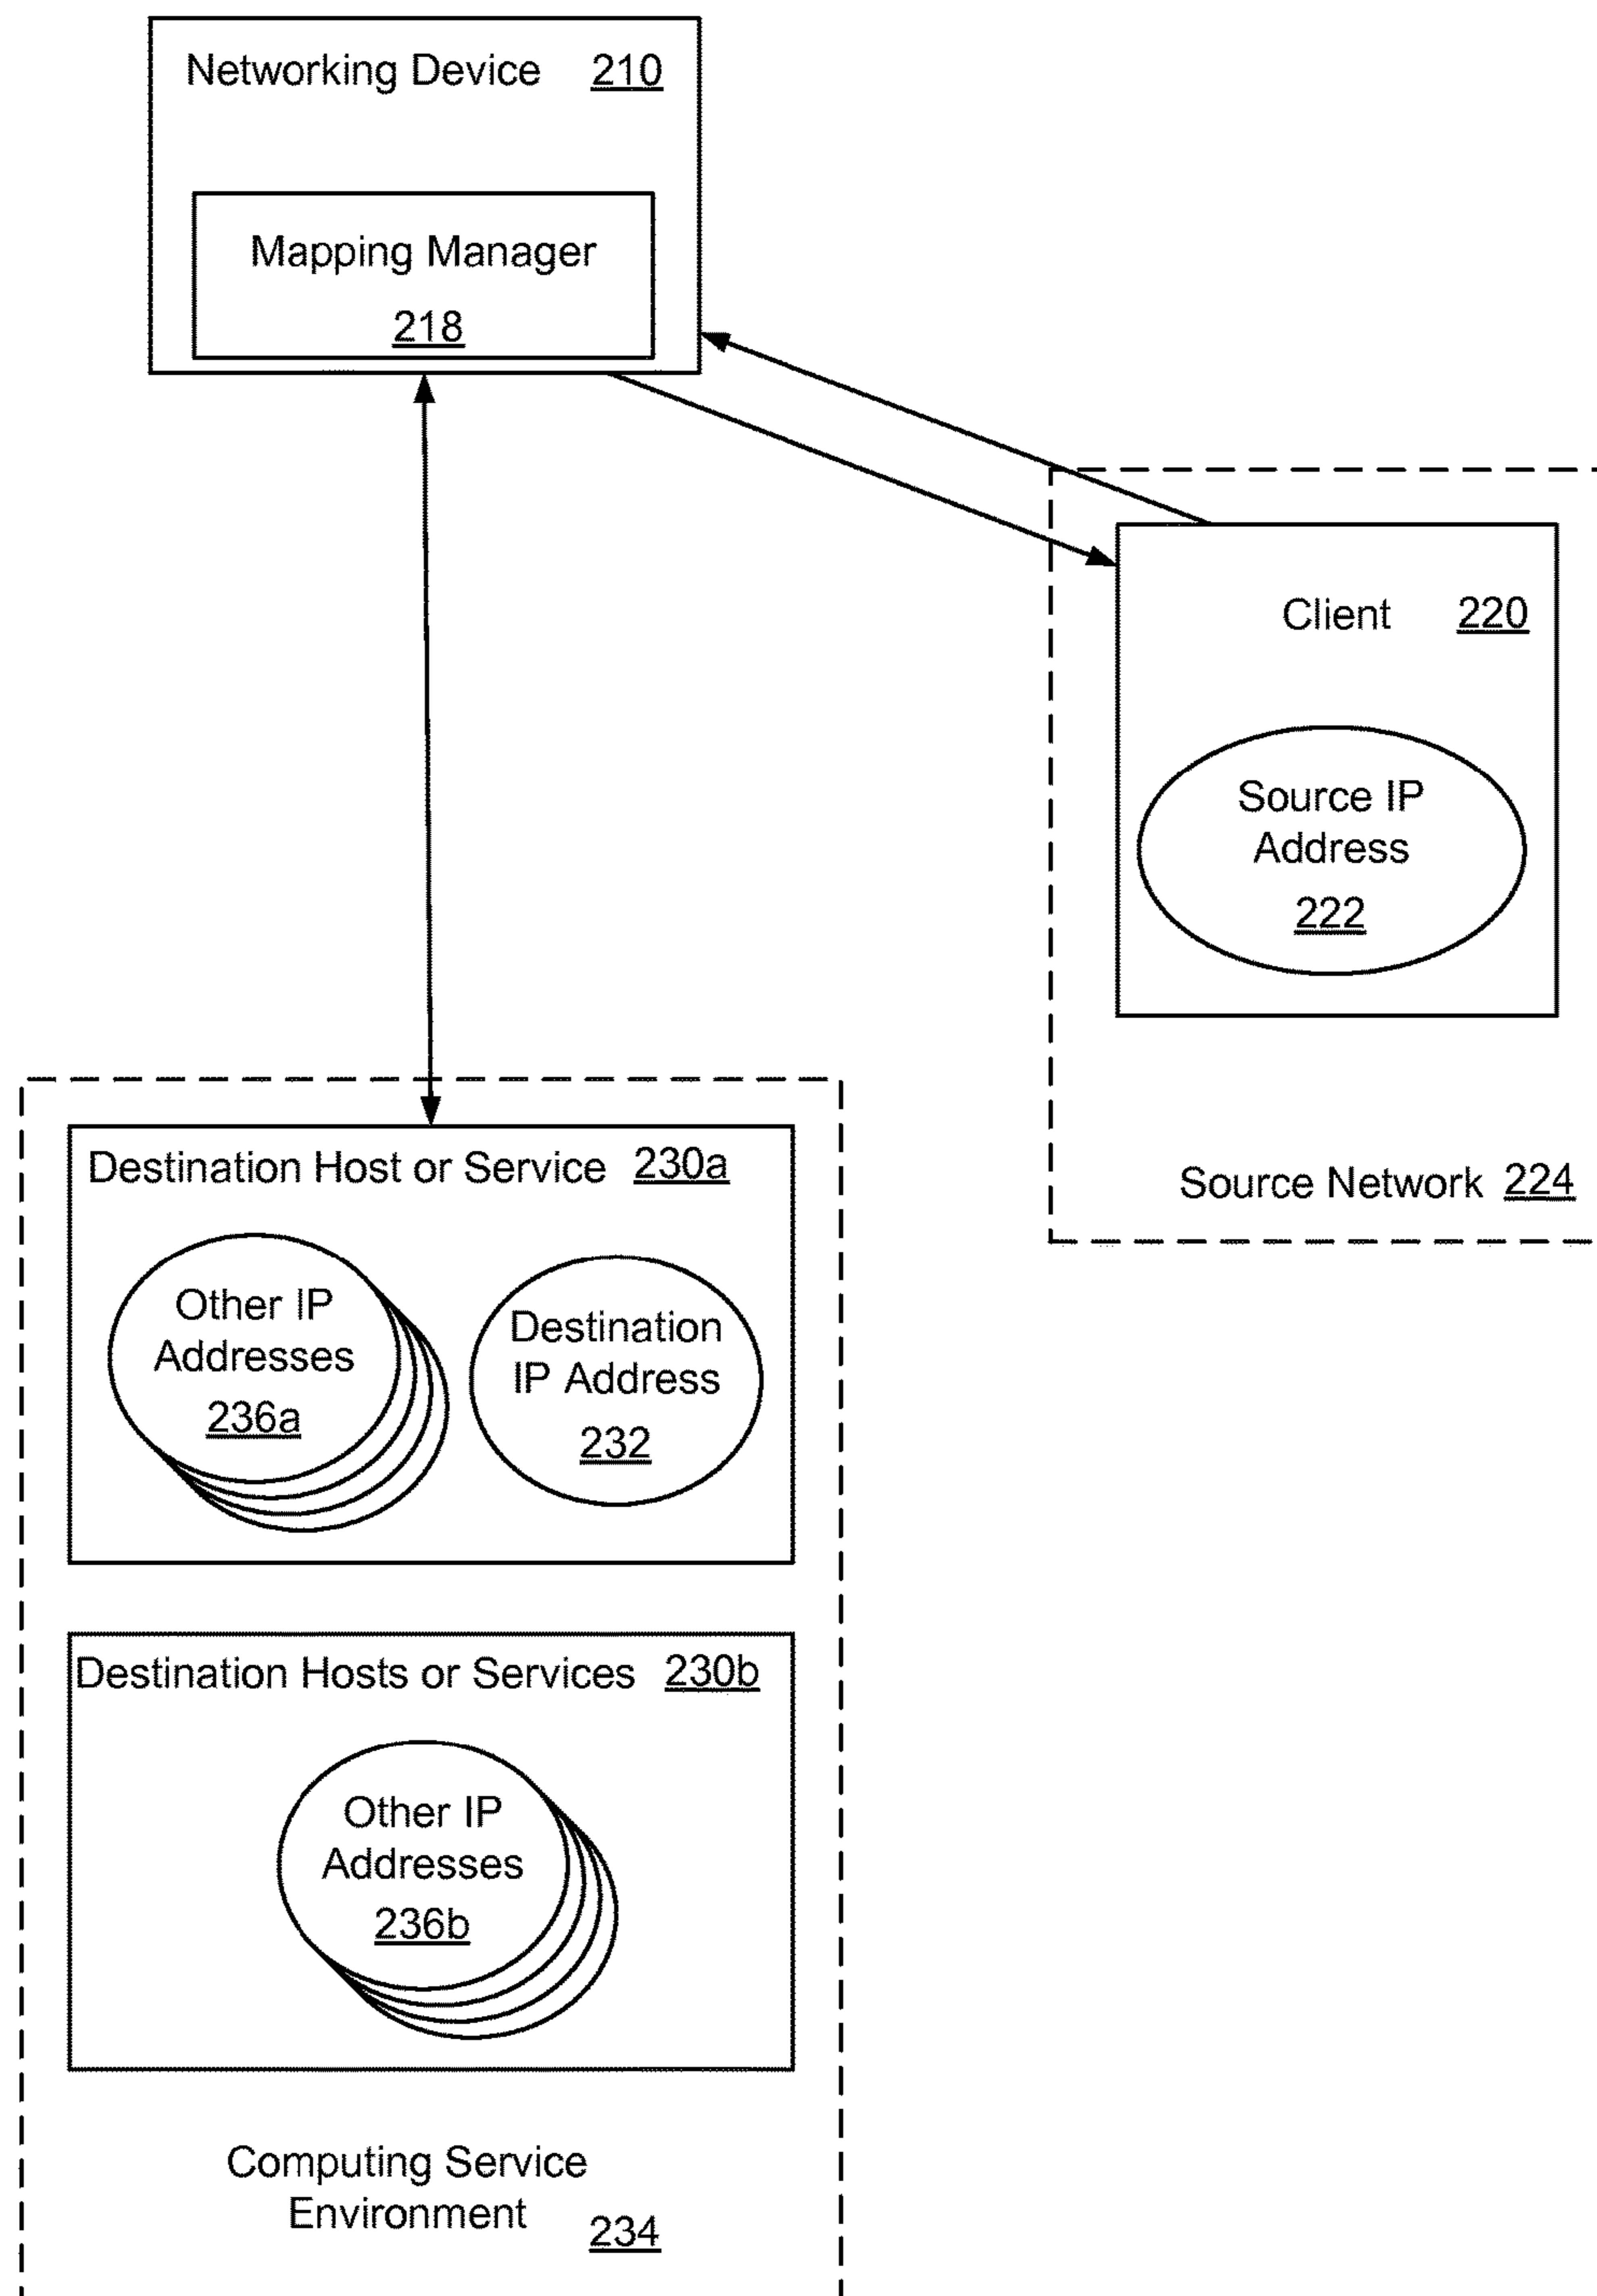 Networking Device 210
Mapping Manager
218
Client 220
Source IP
Address
222
Source Network 224
Destination Host or Service 230a
Other IP
Addresses
236a
Destination
IP Address
232
Destination Hosts or Services 230b
Other IP
Addresses
236b
Computing Service
Environment 234